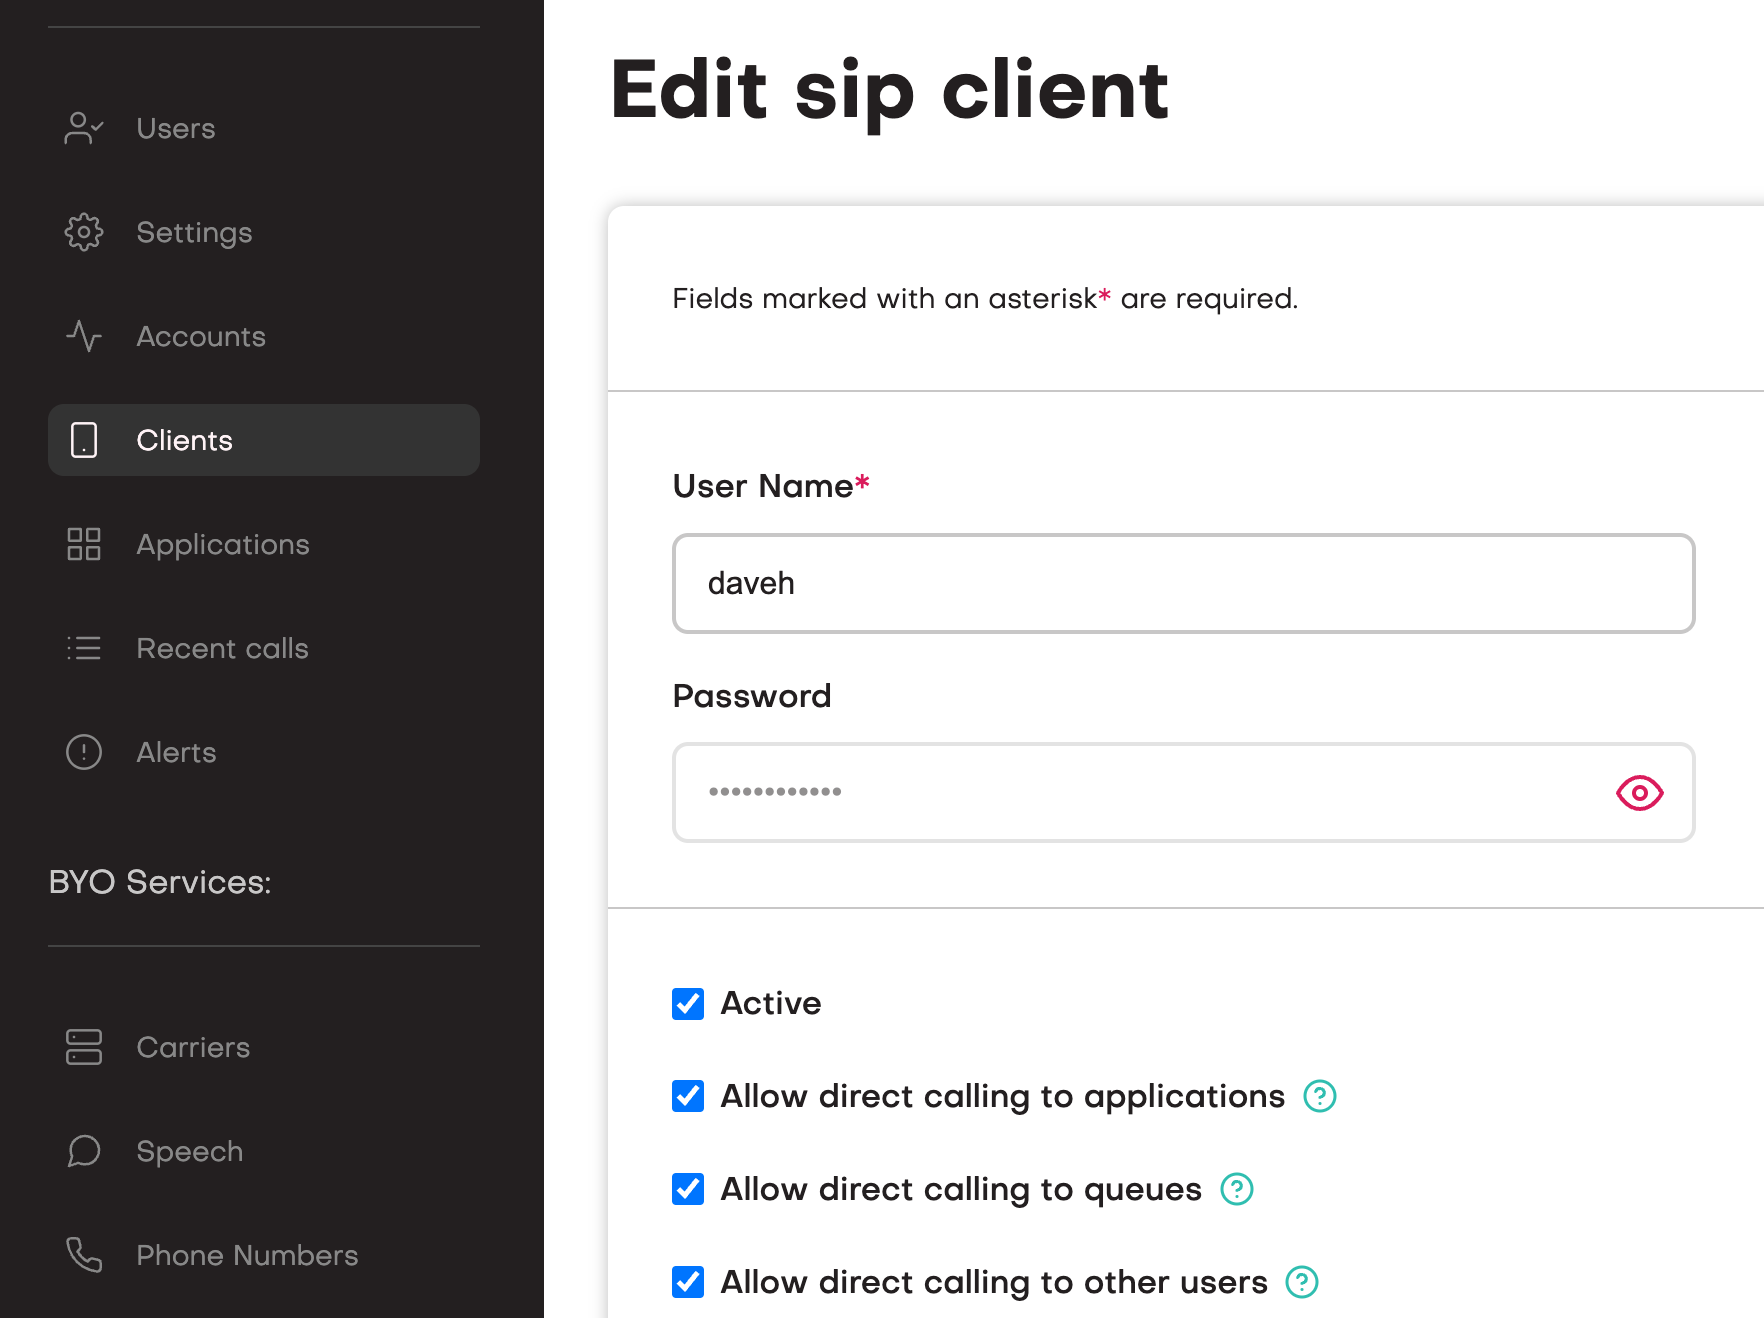 Users
Settings
Accounts
Clients
Applications
Recent calls
Alerts
BYO Services:
Carriers
Speech
Phone Numbers
Edit sip client
Fields marked with an asterisk* are required.
User Name*
daveh
Password
••••••••••••
Active
Allow direct calling to applications
Allow direct calling to queues
Allow direct calling to other users